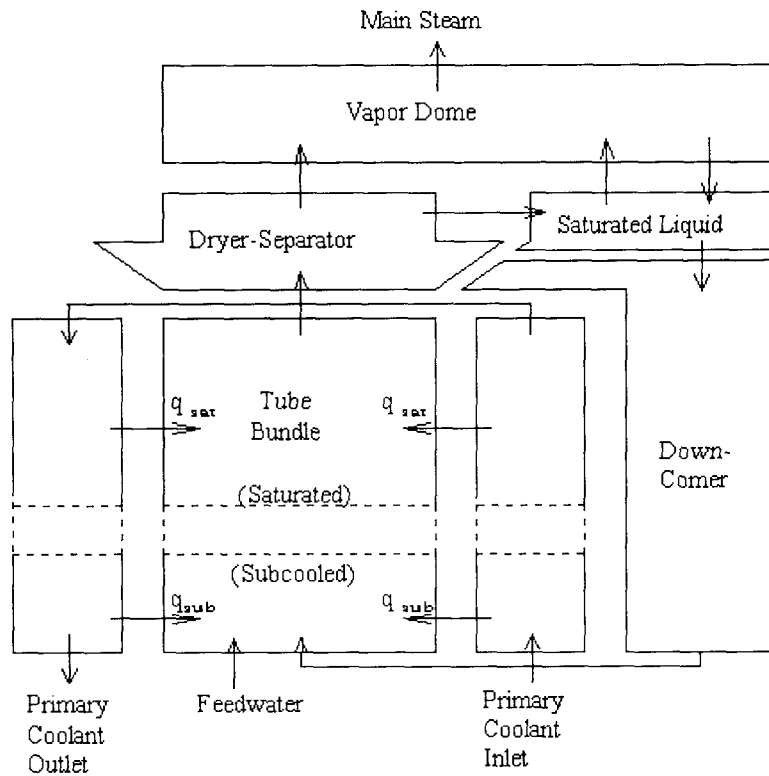 Main Steam
Vapor Dome
Dryer-Separator
Saturated Liquid
q sat
Tube
Bundle
q sat
Down-
Comer
(Saturated)
(Subcooled)
q sub
q sub
Primary
Coolant
Outlet
Feedwater
Primary
Coolant
Inlet